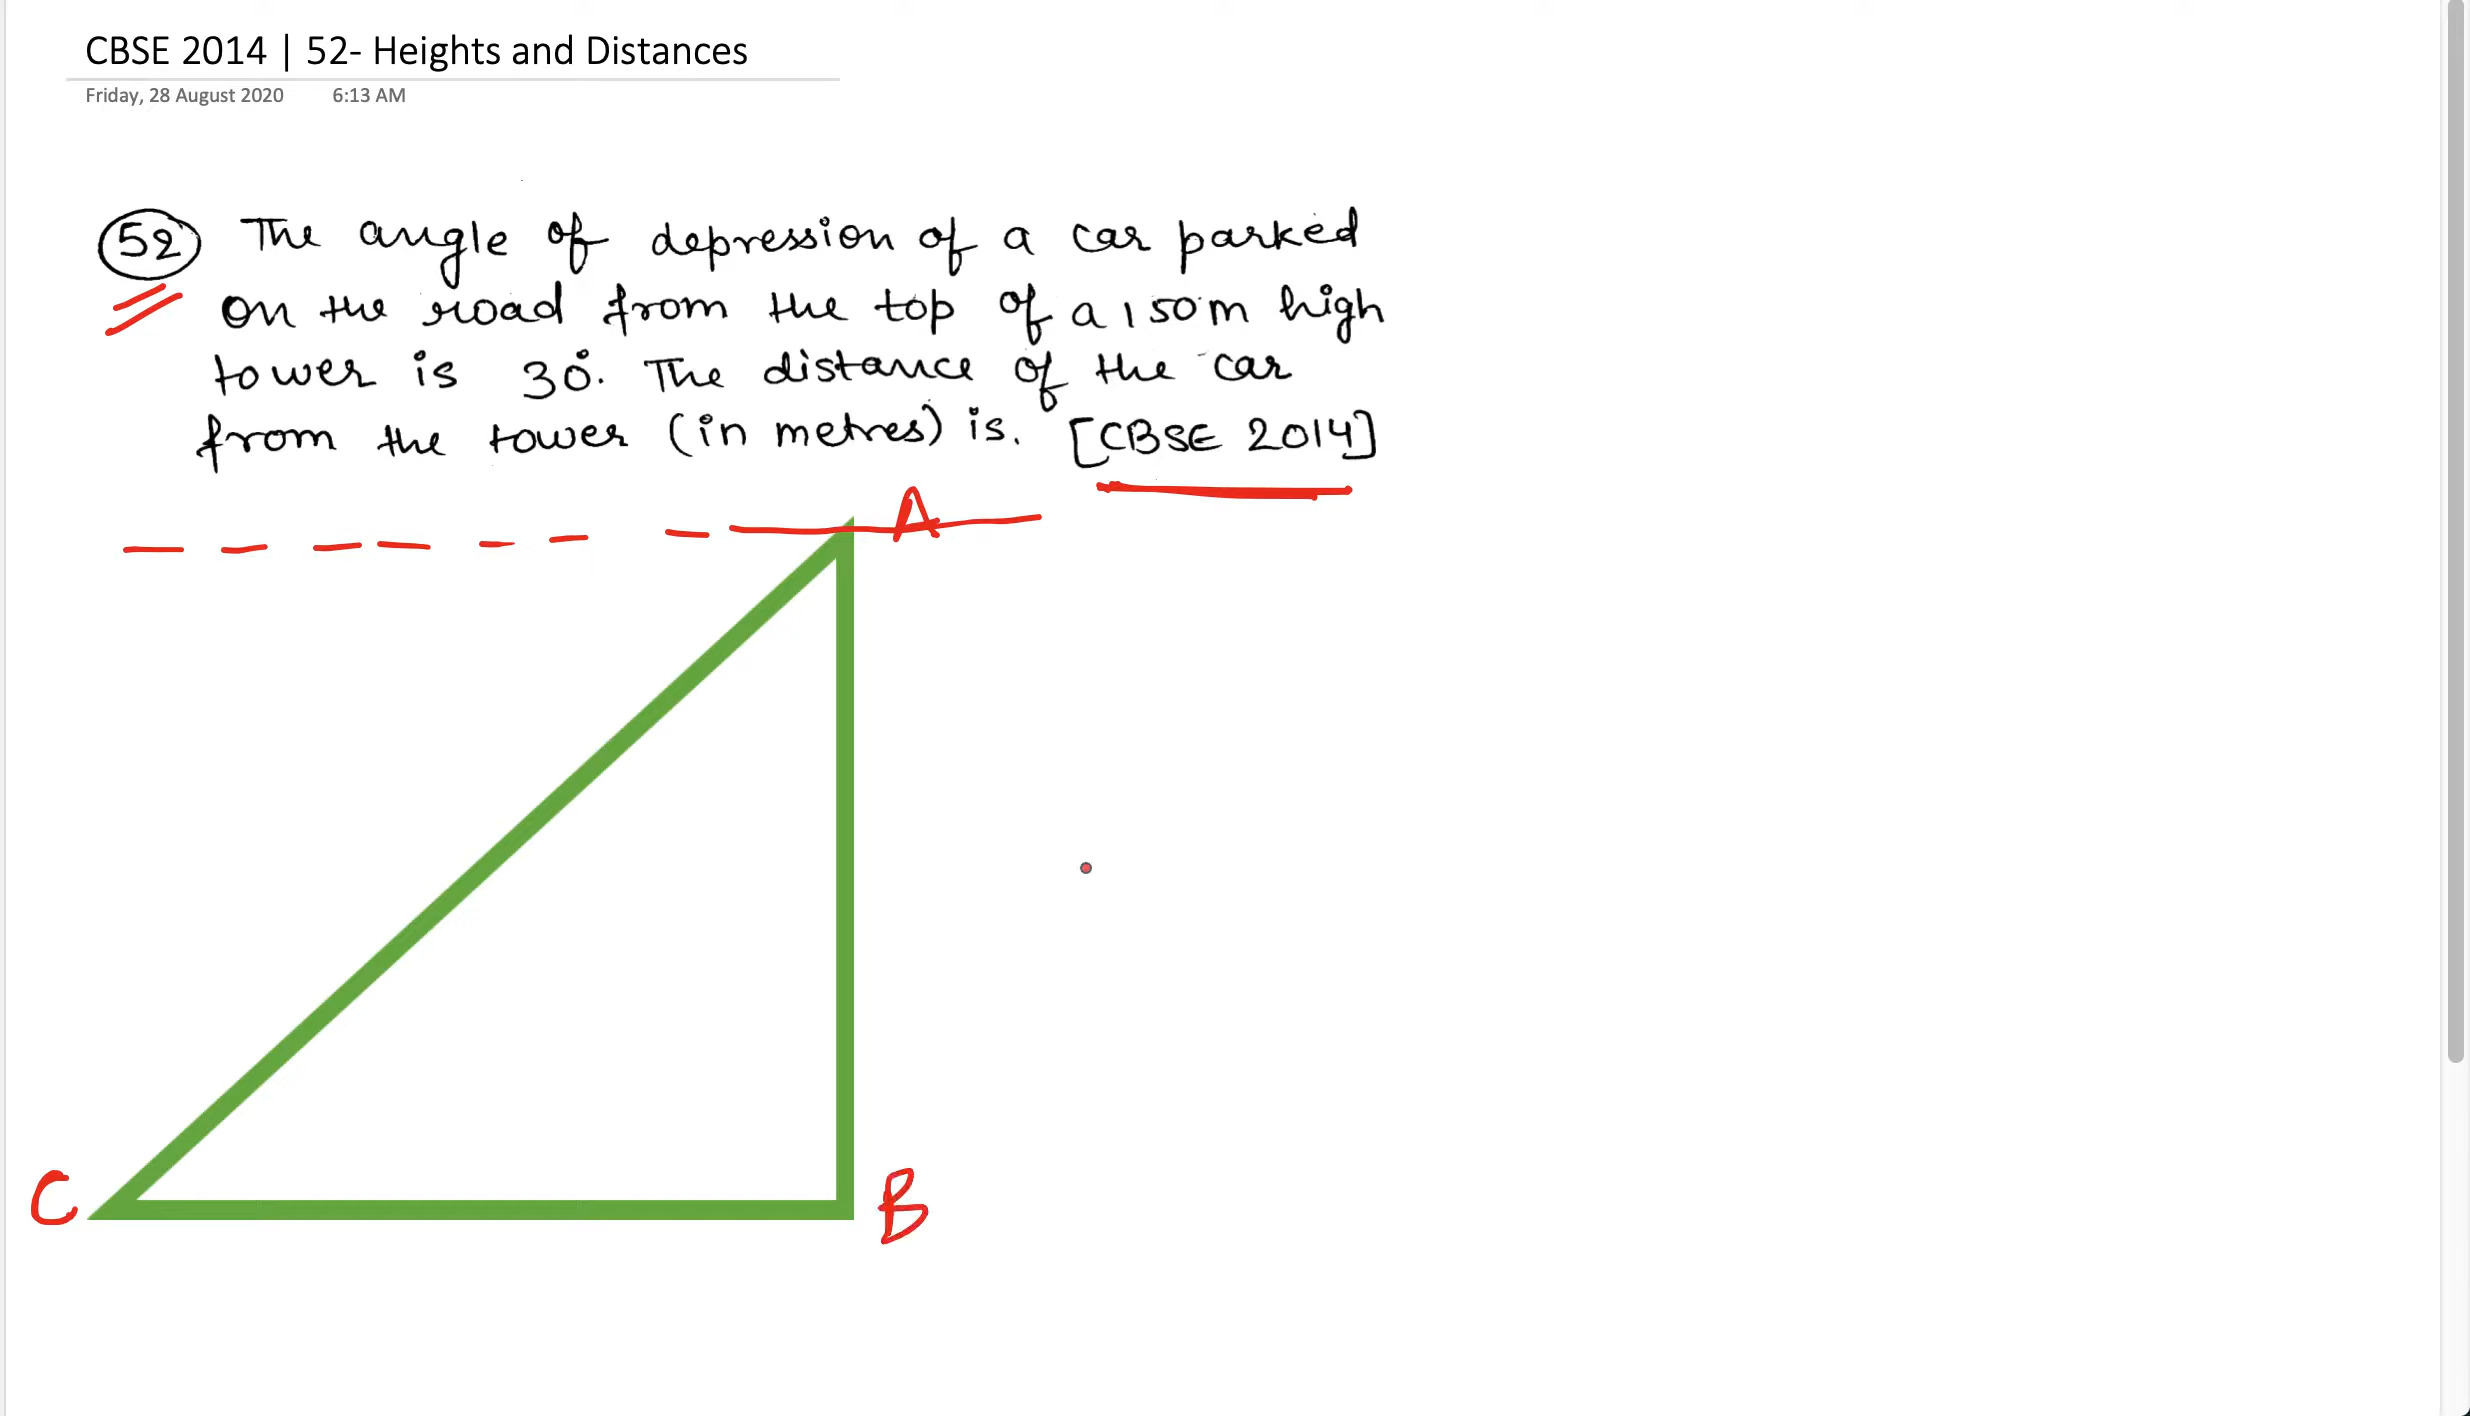 CBSE 2014 | 52- Heights and Distances
Friday, 28 August 2020 6:13 AM
52 The angle of depression of a car parked
on the road from the top of a 150m high
tower is 30°. The distance of the car
from the tower (in metres) is. [CBSE 2014]
A
C B